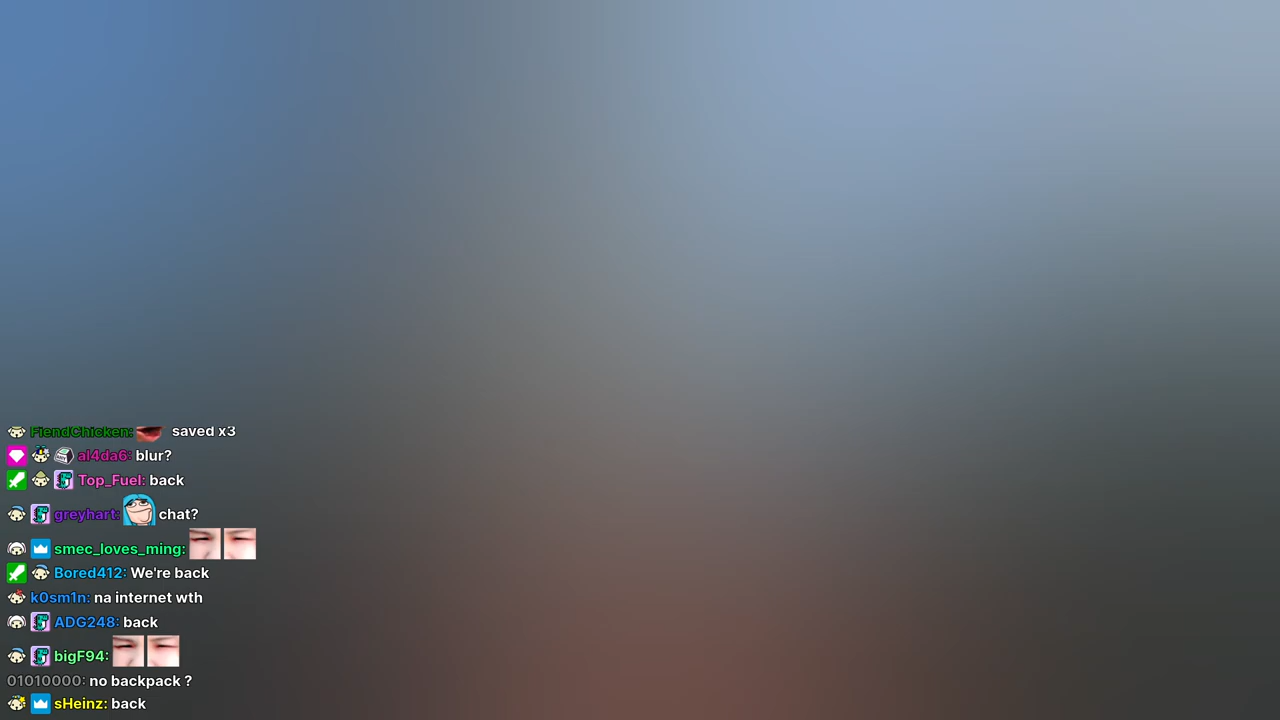 FiendChicken: saved x3
al4da6: blur?
Top_Fuel: back
greyhart: chat?
smec_loves_ming:
Bored412: We're back
k0sm1n: na internet wth
ADG248: back
bigF94:
01010000: no backpack ?
sHeinz: back